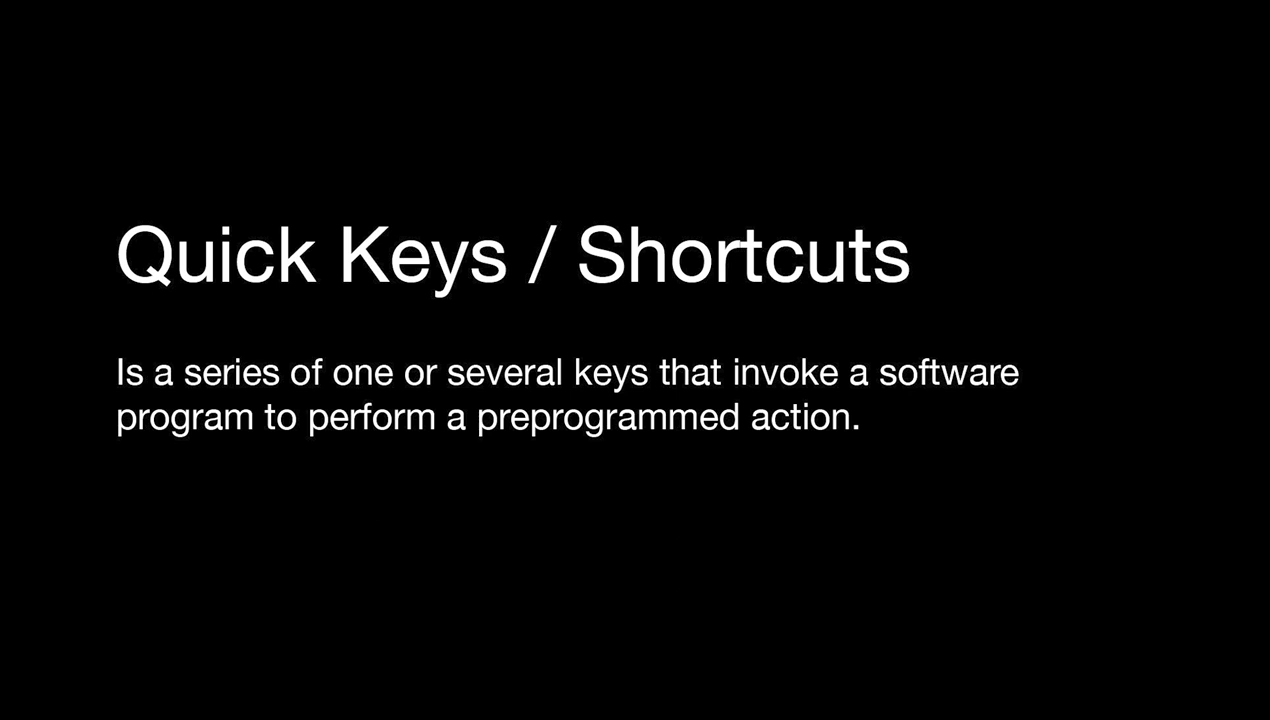 Quick Keys / Shortcuts
Is a series of one or several keys that invoke a software
program to perform a preprogrammed action.